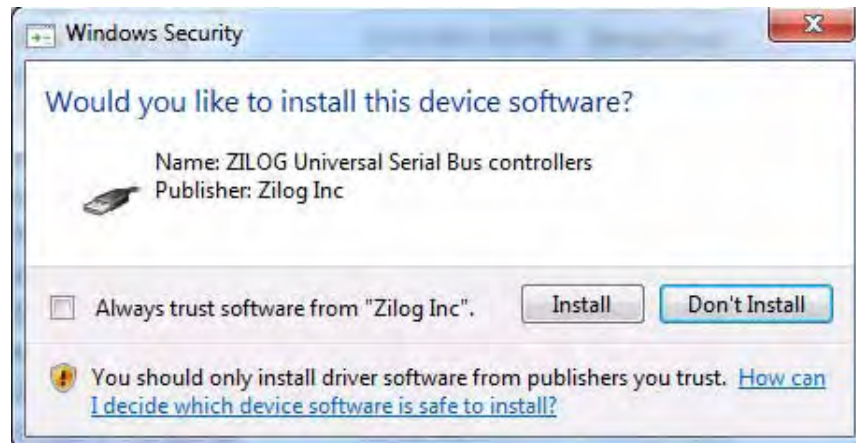 Windows Security
Would you like to install this device software?
Name: ZILOG Universal Serial Bus controllers
Publisher: Zilog Inc
Always trust software from "Zilog Inc".
Install
Don't Install
You should only install driver software from publishers you trust. How can
I decide which device software is safe to install?